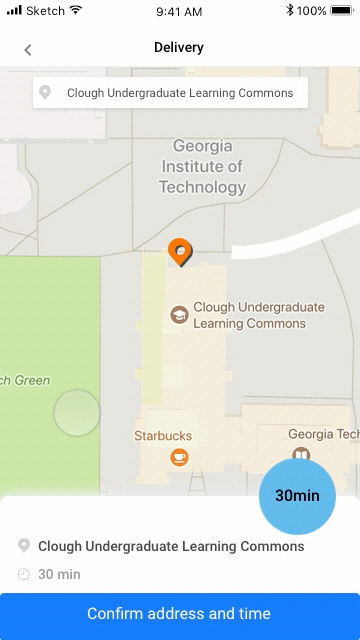 Sketch 9:41 AM 100%
Delivery
Clough Undergraduate Learning Commons
Georgia
Institute of
Technology
Clough Undergraduate
Learning Commons
ch Green
Starbucks
Georgia Tech
30min
Clough Undergraduate Learning Commons
30 min
Confirm address and time